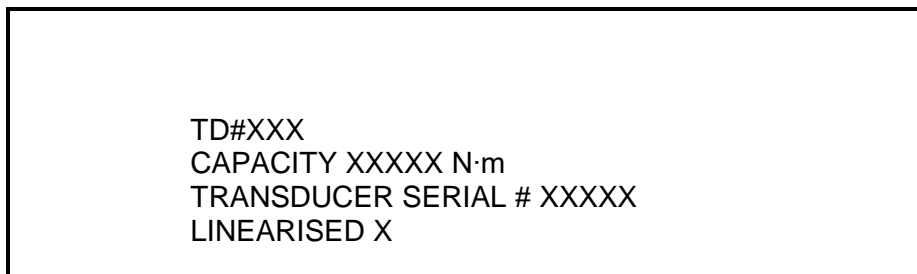 TD#XXX
CAPACITY XXXXX N·m
TRANSDUCER SERIAL # XXXXX
LINEARISED X